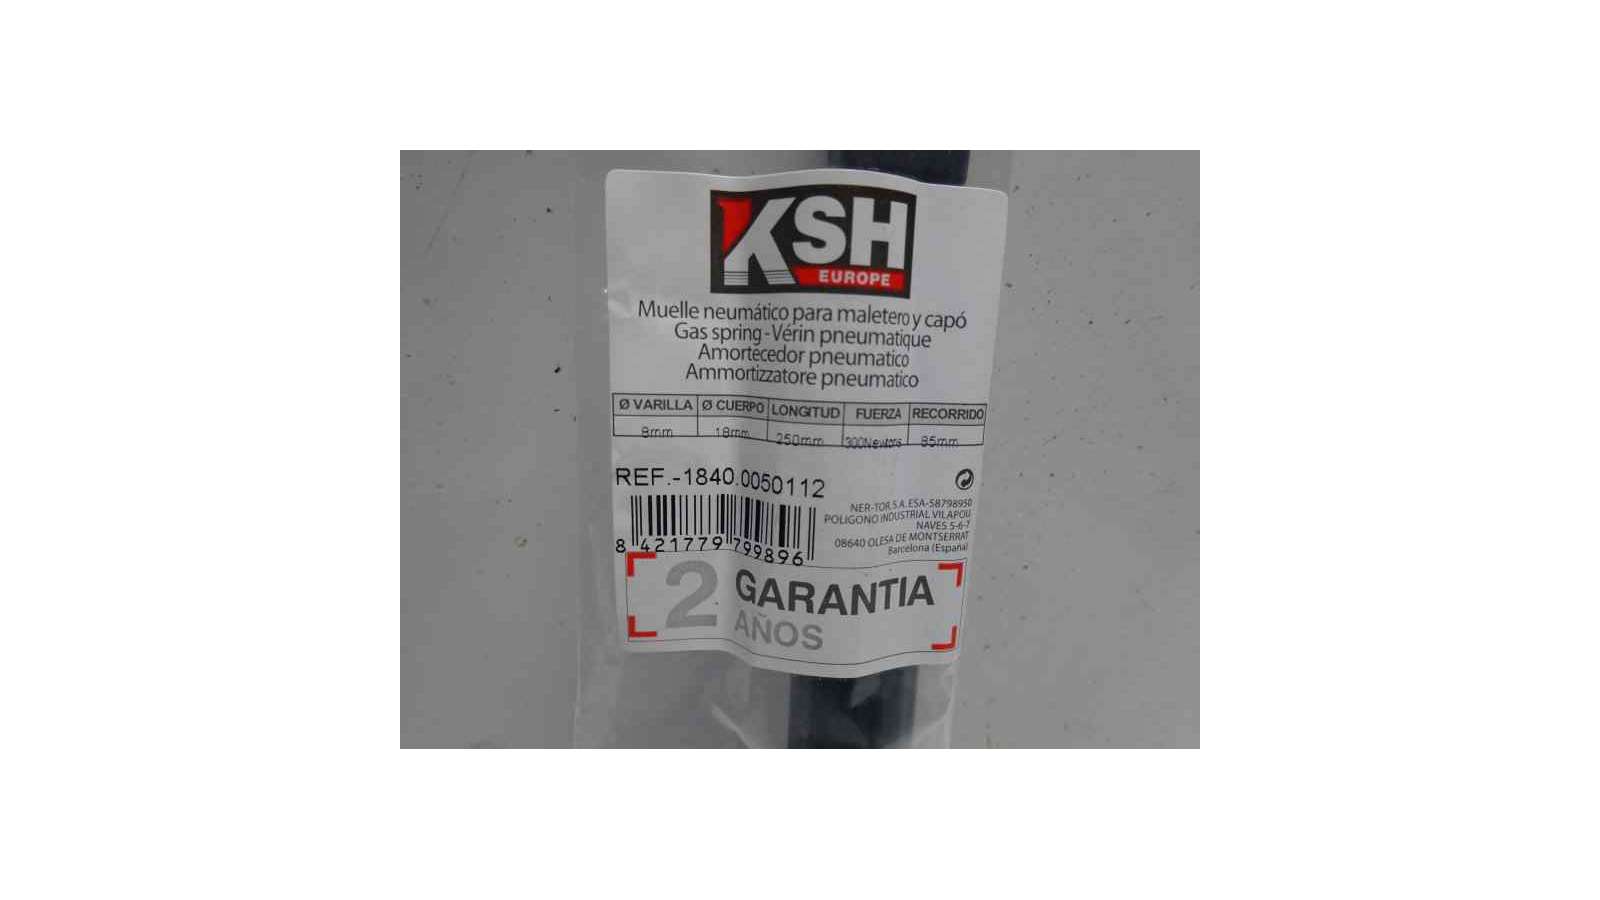 KSH
EUROPE
Muelle neumático para maletero y capó
Gas spring-Vérin pneumatique
Amortecedor pneumatico
Ammortizzatore pneumatico
Ø VARILLA Ø CUERPO LONGITUD FUERZA RECORRIDO
8mm 18mm 250mm 300Newtons 85mm
REF.-1840.0050112
NER-TOR S.A. ESA-58798950
POLIGONO INDUSTRIAL VILAPOU
NAVES 5-6-7
08640 OLESA DE MONTSERRAT
Barcelona (España)
8 421779 799896
2 GARANTIA
AÑOS